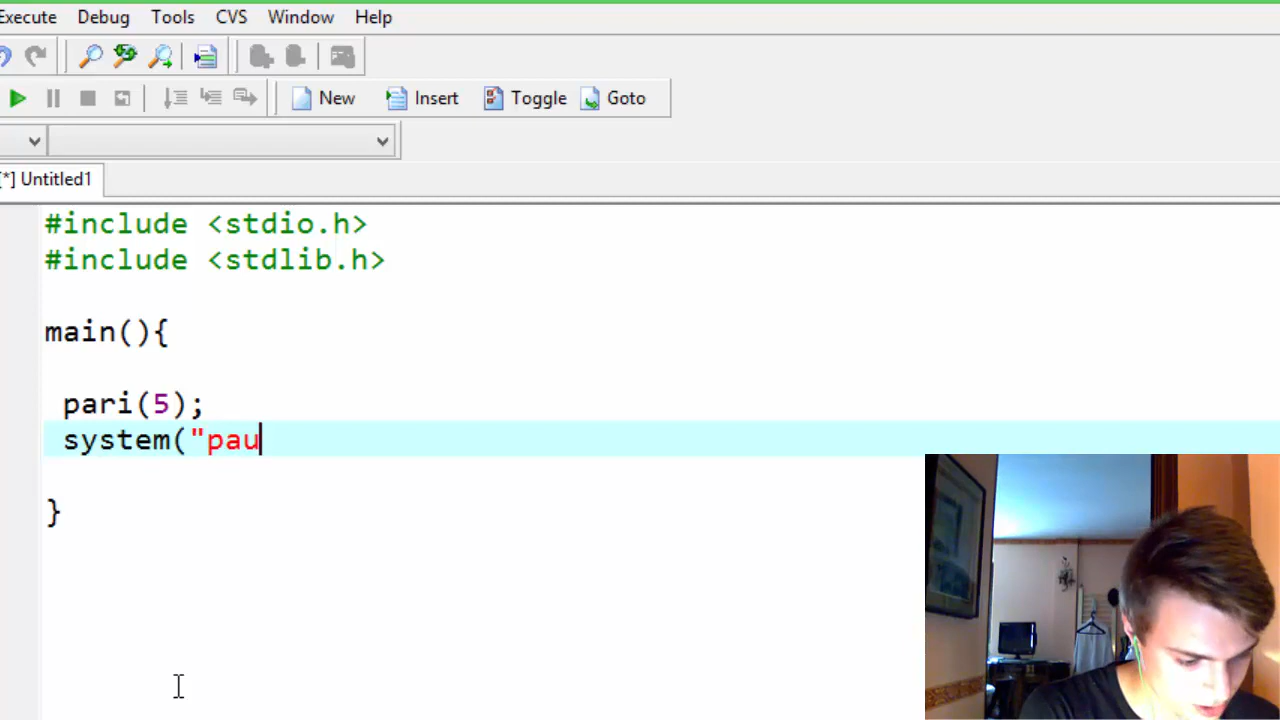 Execute Debug Tools CVS Window Help
New Insert Toggle Goto
[*] Untitled1
#include <stdio.h>
#include <stdlib.h>
main(){
pari(5);
system("pau
}